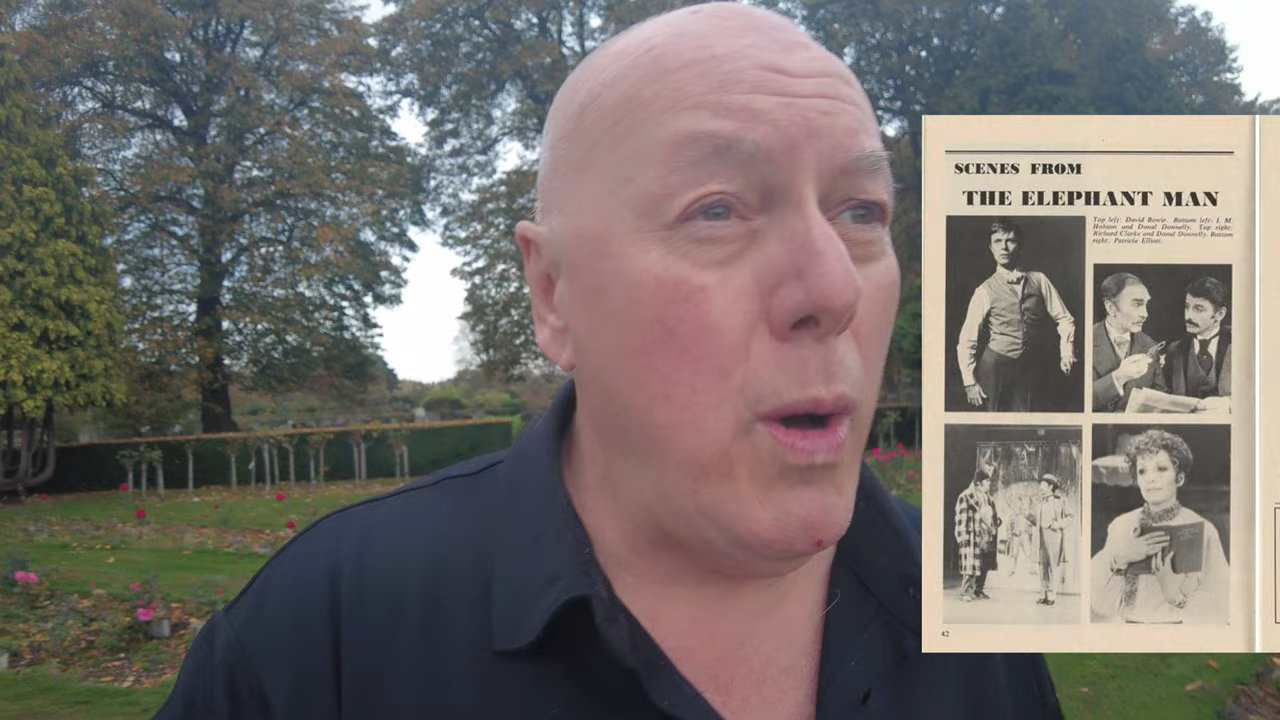 SCENES FROM
THE ELEPHANT MAN
Top left: David Bowie. Bottom left: I. M.
Hobson and Donal Donnelly. Top right:
Richard Clarke and Donal Donnelly. Bottom
right: Patricia Elliott.
42